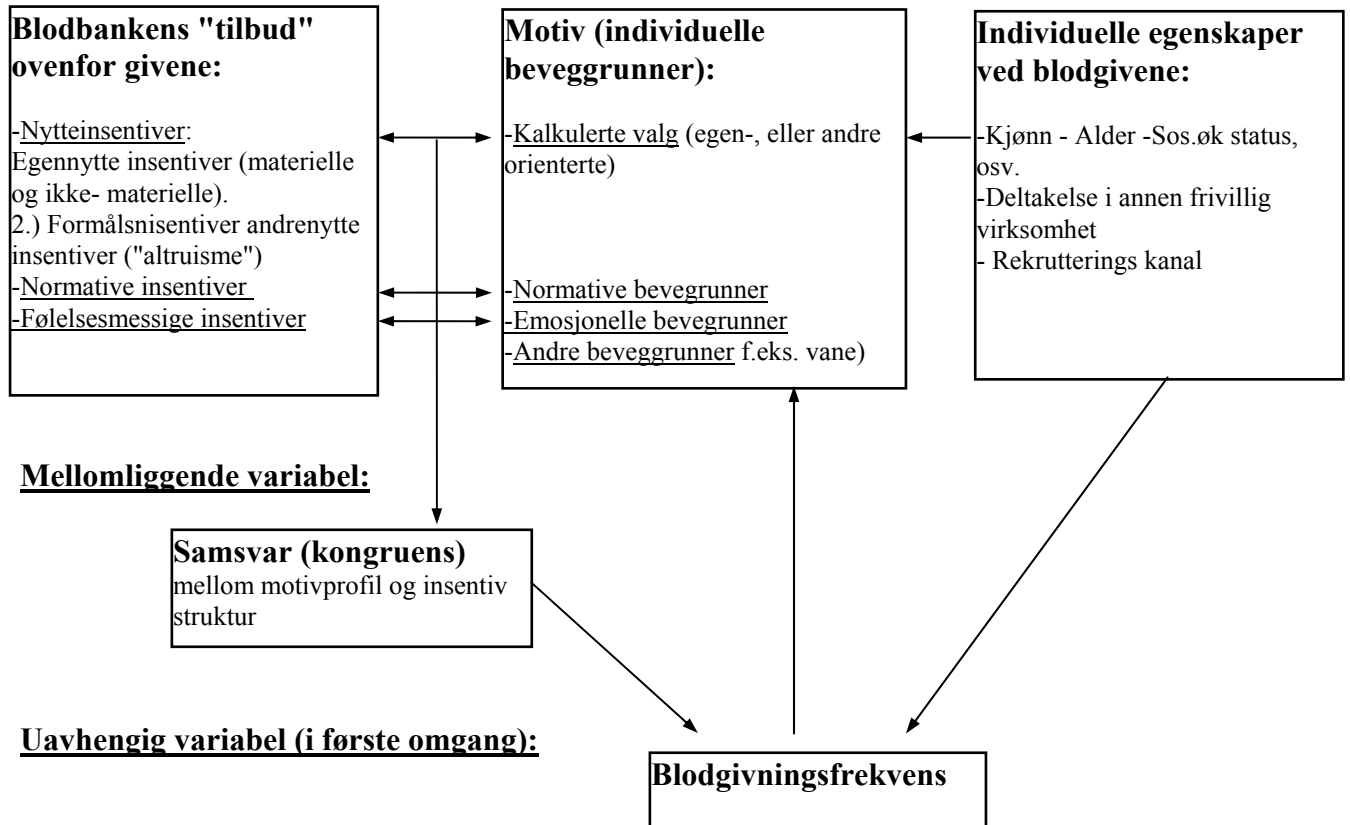 Blodbankens "tilbud"
ovenfor givene:
-Nytteinsentiver:
Egennytte insentiver (materielle
og ikke- materielle).
2.) Formålsnisentiver andrenytte
insentiver ("altruisme")
-Normative insentiver
-Følelsesmessige insentiver
Motiv (individuelle
beveggrunner):
-Kalkulerte valg (egen-, eller andre
orienterte)
-Normative bevegrunner
-Emosjonelle bevegrunner
-Andre beveggrunner f.eks. vane)
Individuelle egenskaper
ved blodgivene:
-Kjønn - Alder -Sos.øk status,
osv.
-Deltakelse i annen frivillig
virksomhet
- Rekrutterings kanal
Mellomliggende variabel:
Samsvar (kongruens)
mellom motivprofil og insentiv
struktur
Uavhengig variabel (i første omgang):
Blodgivningsfrekvens